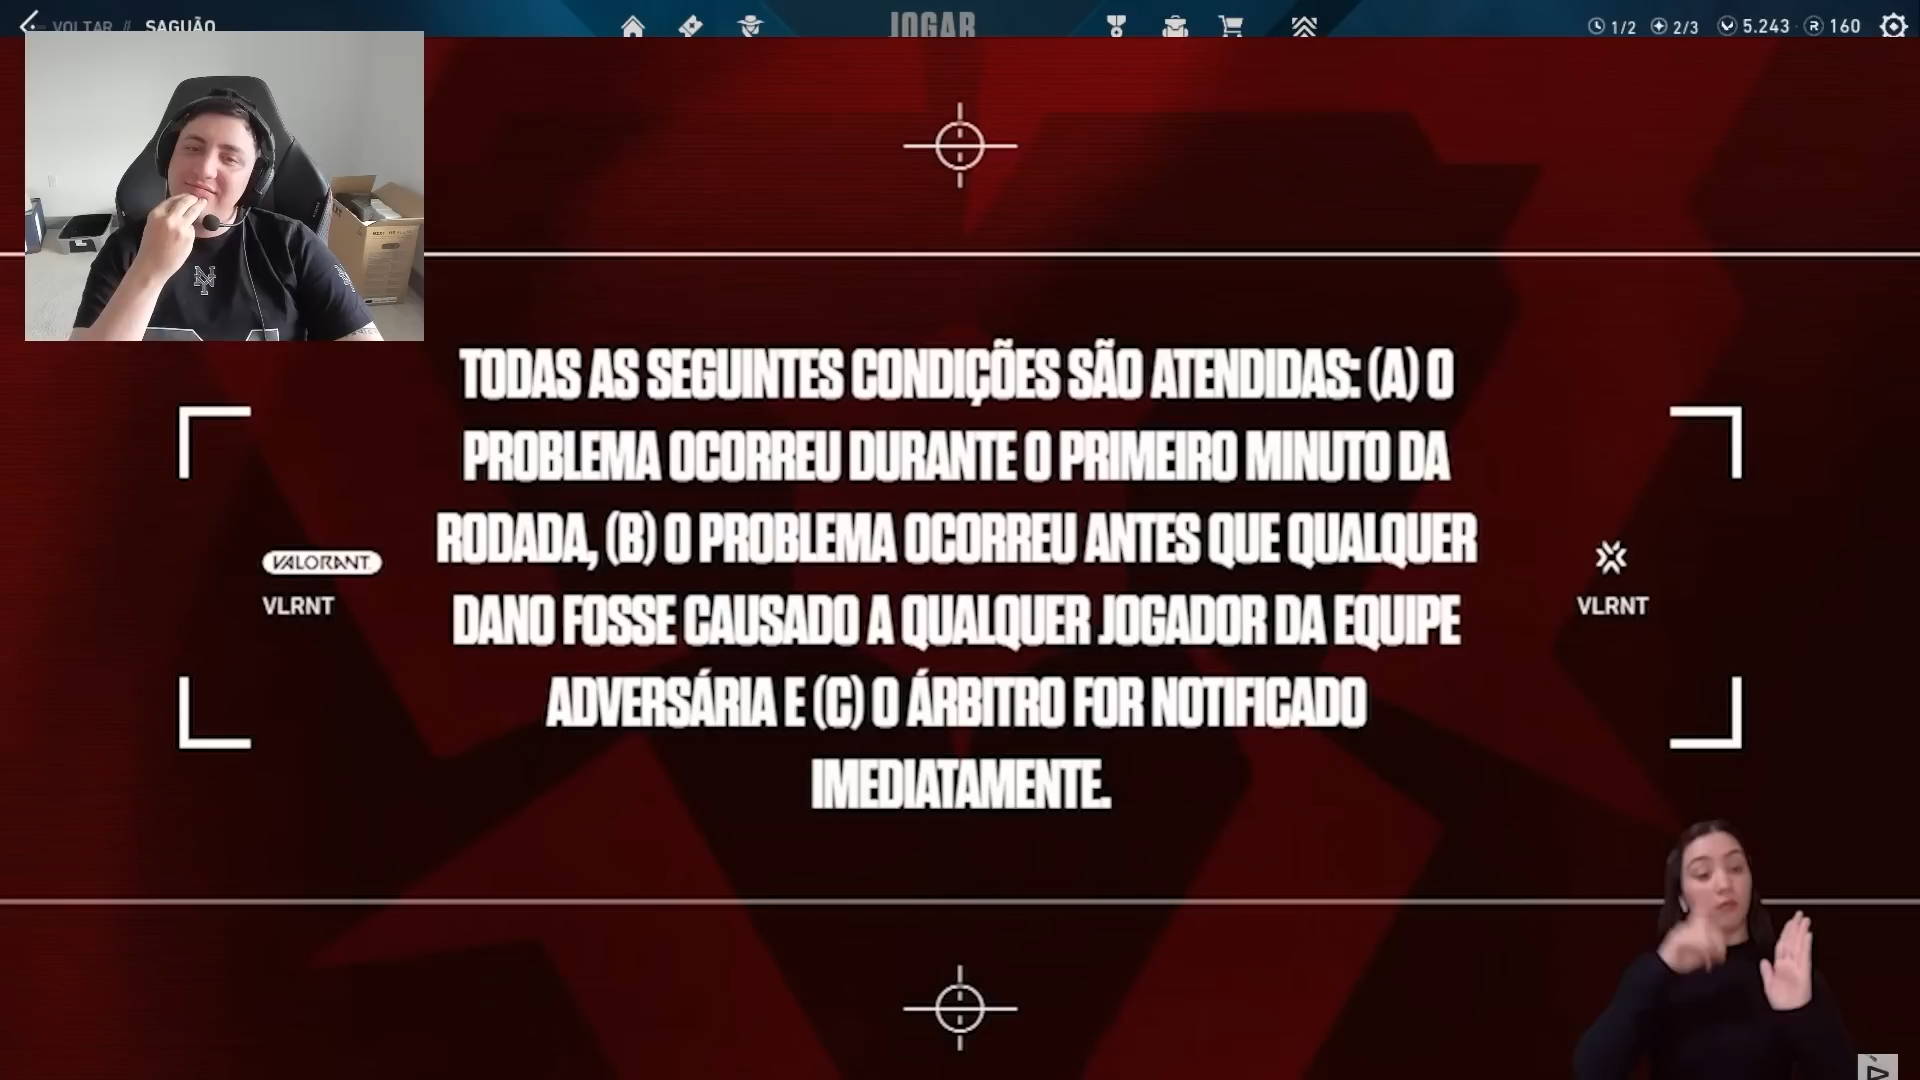 VOLTAR // SAGUÃO
JOGAR
1/2
2/3
5.243
R 160
TODAS AS SEGUINTES CONDIÇÕES SÃO ATENDIDAS: (A) O
PROBLEMA OCORREU DURANTE O PRIMEIRO MINUTO DA
RODADA, (B) O PROBLEMA OCORREU ANTES QUE QUALQUER
DANO FOSSE CAUSADO A QUALQUER JOGADOR DA EQUIPE
ADVERSÁRIA E (C) O ÁRBITRO FOR NOTIFICADO
IMEDIATAMENTE.
VALORANT
VLRNT
VLRNT
NY